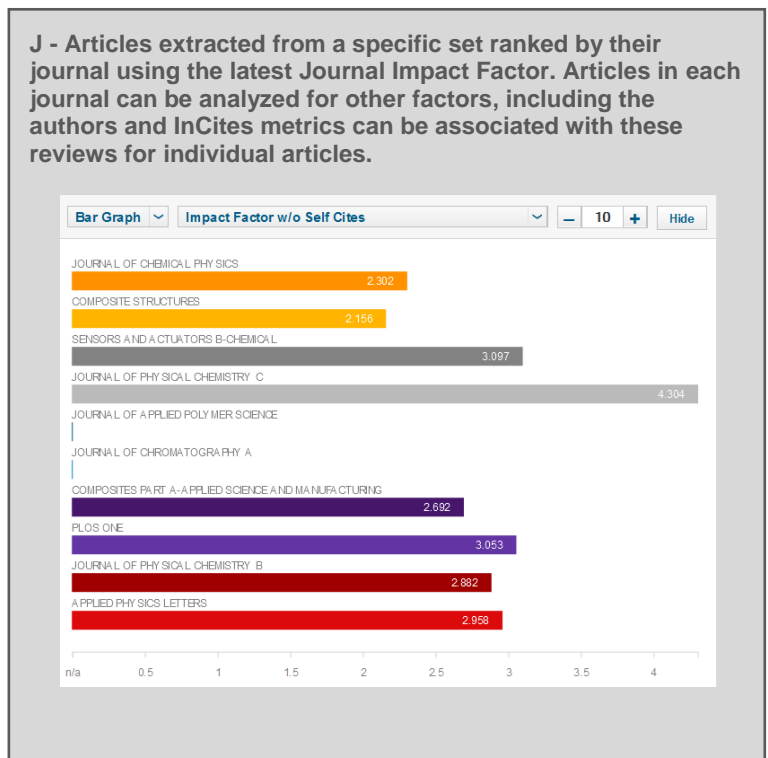 J - Articles extracted from a specific set ranked by their
journal using the latest Journal Impact Factor. Articles in each
journal can be analyzed for other factors, including the
authors and InCites metrics can be associated with these
reviews for individual articles.
Bar Graph Impact Factor w/o Self Cites – 10 + Hide
JOURNAL OF CHEMICAL PHYSICS
2.302
COMPOSITE STRUCTURES
2.156
SENSORS AND ACTUATORS B-CHEMICAL
3.097
JOURNAL OF PHYSICAL CHEMISTRY C
4.304
JOURNAL OF APPLIED POLYMER SCIENCE
JOURNAL OF CHROMATOGRAPHY A
COMPOSITES PART A-APPLIED SCIENCE AND MANUFACTURING
2.692
PLOS ONE
3.053
JOURNAL OF PHYSICAL CHEMISTRY B
2.882
APPLIED PHYSICS LETTERS
2.958
n/a 0.5 1 1.5 2 2.5 3 3.5 4